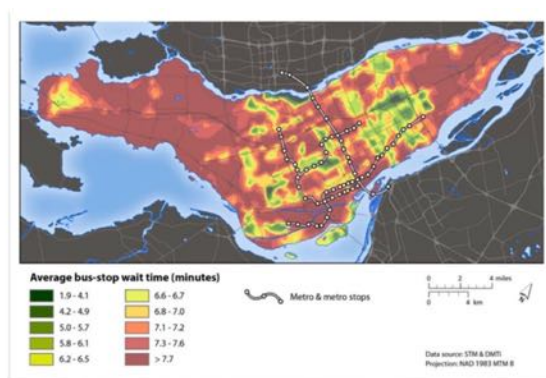 Average bus-stop wait time (minutes)
1.9 - 4.1
4.2 - 4.9
5.0 - 5.7
5.8 - 6.1
6.2 - 6.5
6.6 - 6.7
6.8 - 7.0
7.1 - 7.2
7.3 - 7.6
> 7.7
Metro & metro stops
0 2 4 miles
0 4 km
Data source: STM & DMTi
Projection: NAD 1983 MTM 8